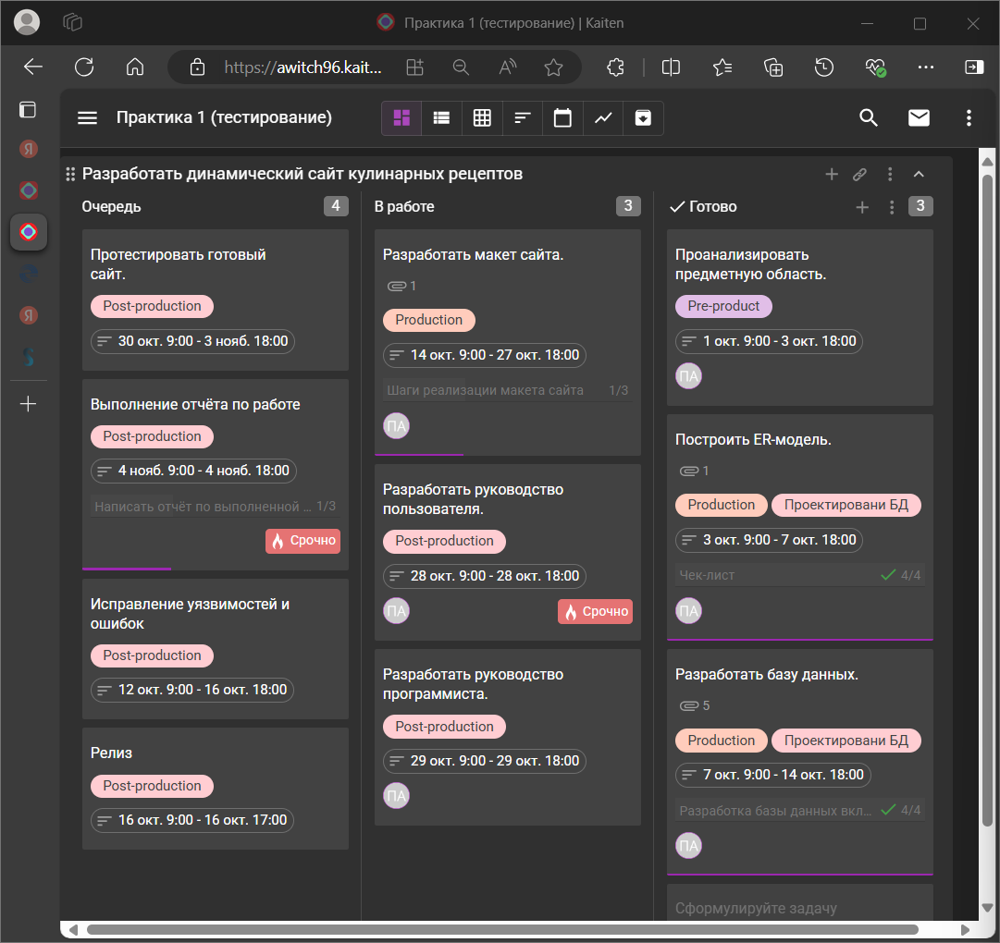 Практика 1 (тестирование) | Kaiten
https://awitch96.kait...
Практика 1 (тестирование)
Разработать динамический сайт кулинарных рецептов
Очередь 4
Протестировать готовый
сайт.
Post-production
30 окт. 9:00 - 3 нояб. 18:00
Выполнение отчёта по работе
Post-production
4 нояб. 9:00 - 4 нояб. 18:00
Написать отчёт по выполненной ... 1/3
Срочно
Исправление уязвимостей и
ошибок
Post-production
12 окт. 9:00 - 16 окт. 18:00
Релиз
Post-production
16 окт. 9:00 - 16 окт. 17:00
В работе 3
Разработать макет сайта.
1
Production
14 окт. 9:00 - 27 окт. 18:00
Шаги реализации макета сайта 1/3
ПА
Разработать руководство
пользователя.
Post-production
28 окт. 9:00 - 28 окт. 18:00
ПА Срочно
Разработать руководство
программиста.
Post-production
29 окт. 9:00 - 29 окт. 18:00
ПА
Готово 3
Проанализировать
предметную область.
Pre-product
1 окт. 9:00 - 3 окт. 18:00
ПА
Построить ER-модель.
1
Production Проектировани БД
3 окт. 9:00 - 7 окт. 18:00
Чек-лист 4/4
ПА
Разработать базу данных.
5
Production Проектировани БД
7 окт. 9:00 - 14 окт. 18:00
Разработка базы данных вкл... 4/4
ПА
Сформулируйте задачу